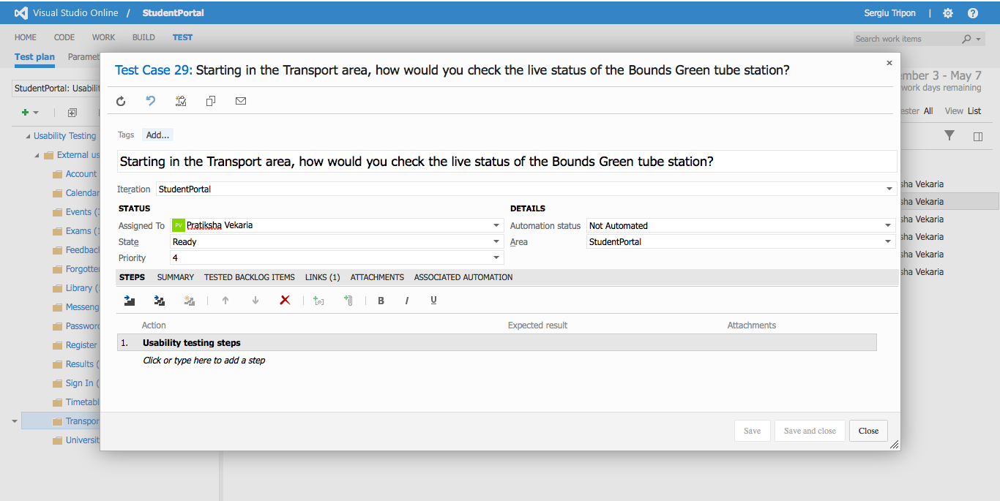 Visual Studio Online / StudentPortal
Sergiu Tripon | ?
HOME CODE WORK BUILD TEST
Search work items
Test plan Paramet
Test Case 29: Starting in the Transport area, how would you check the live status of the Bounds Green tube station?
mber 3 - May 7
work days remaining
StudentPortal: Usabilit
ester All View List
Tags Add...
Usability Testing
External us
Account
Calendar
Events (
Exams (
Feedbac
Forgotte
Library (
Messeng
Password
Register
Results (
Sign In (
Timetabl
Transpor
Universit
Starting in the Transport area, how would you check the live status of the Bounds Green tube station?
Iteration StudentPortal
STATUS DETAILS
Assigned To PV Pratiksha Vekaria Automation status Not Automated
State Ready Area StudentPortal
Priority 4
STEPS SUMMARY TESTED BACKLOG ITEMS LINKS (1) ATTACHMENTS ASSOCIATED AUTOMATION
B I U
Action Expected result Attachments
1. Usability testing steps
Click or type here to add a step
Save Save and close Close
sha Vekaria
sha Vekaria
sha Vekaria
sha Vekaria
sha Vekaria
sha Vekaria